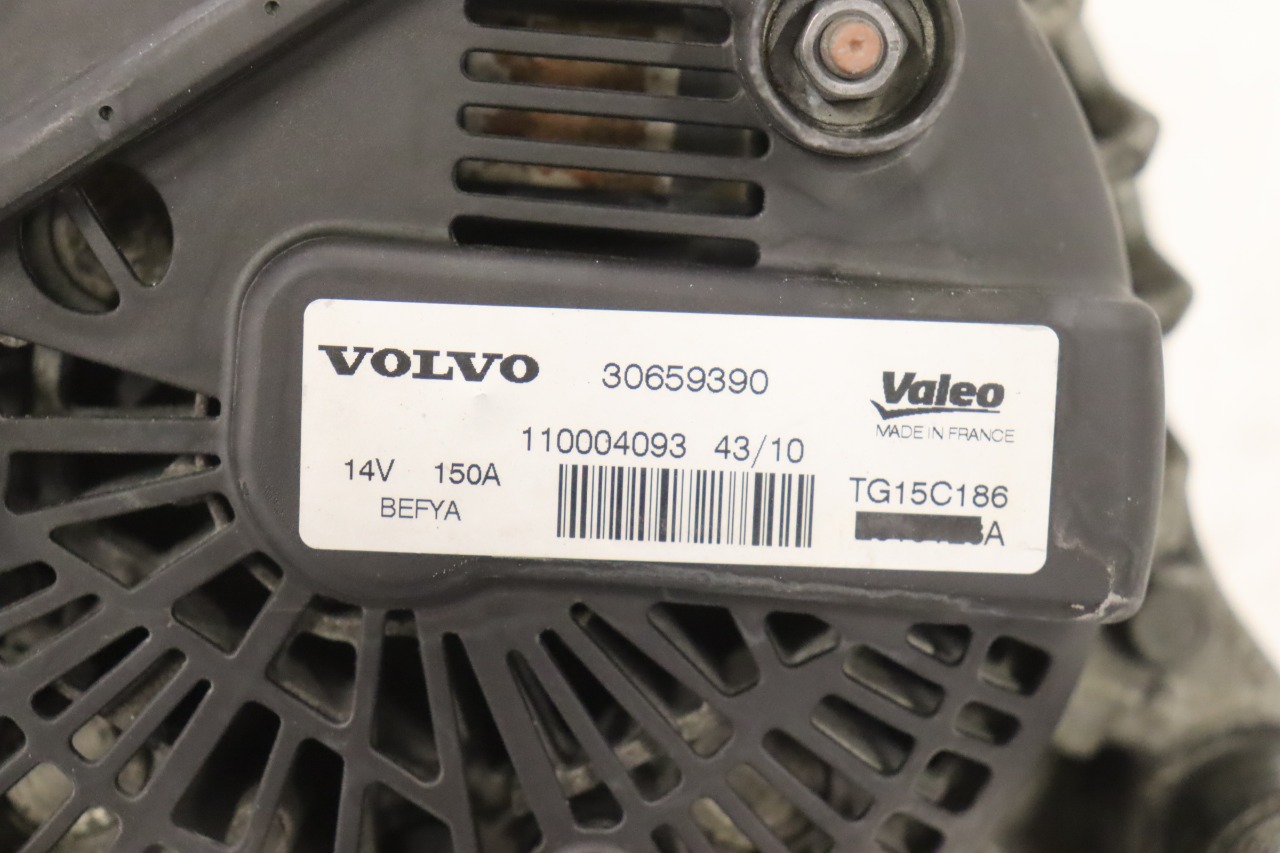 VOLVO 30659390
Valeo
MADE IN FRANCE
110004093 43/10
14V 150A
BEFYA
TG15C186